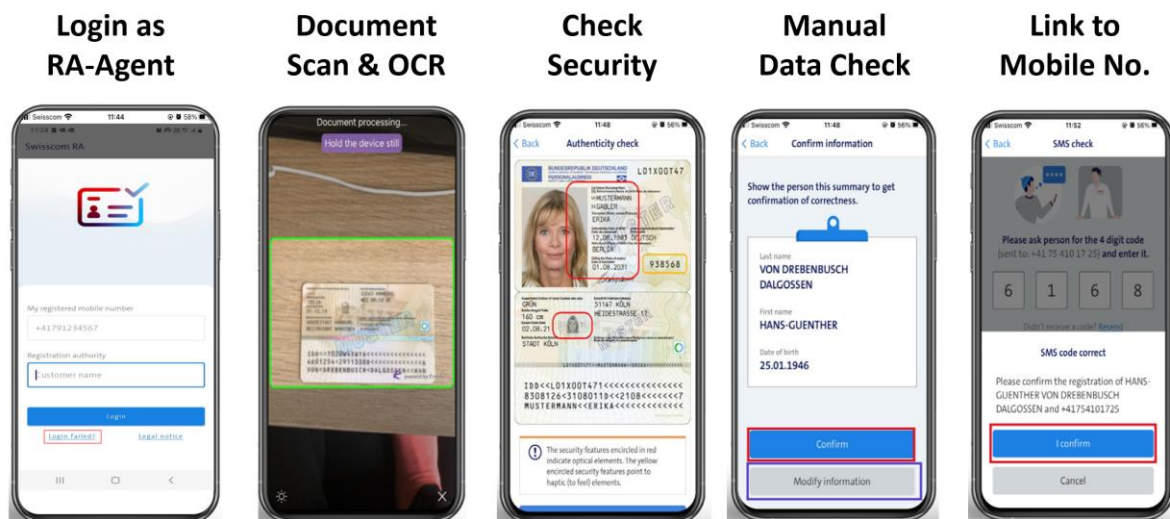 Login as
RA-Agent
Swisscom
11:44
58%
Swisscom RA
My registered mobile number
+41791234567
Registration authority
Customer name
Login
Login failed?
Legal notice
Document
Scan & OCR
Document processing...
Hold the device still
Check
Security
Swisscom
11:48
56%
Back
Authenticity check
BUNDESREPUBLIK DEUTSCHLAND
PERSONALAUSWEIS
L01X00T47
MUSTERMANN
GABLER
ERIKA
DEUTSCH
BERLIN
01.08.2031
938568
GRÜN
160 cm
02.08.21
STADT KÖLN
51147 KÖLN
HEIDESTRASSE 17
IDD<<L01X00T471<<<<<<<<<<<<<<<
8308126<3108011D<<2108<<<<<<<7
MUSTERMANN<<ERIKA<<<<<<<<<<<<<
The security features encircled in red
indicate optical elements. The yellow
encircled security features point to
haptic (to feel) elements.
Manual
Data Check
Swisscom
11:48
56%
Back
Confirm information
Show the person this summary to get
confirmation of correctness.
Last name
VON DREBENBUSCH
DALGOSSEN
First name
HANS-GUENTHER
Date of birth
25.01.1946
Confirm
Modify information
Link to
Mobile No.
Swisscom
11:52
56%
Back
SMS check
Please ask person for the 4 digit code
(sent to: +41 75 410 17 25) and enter it.
6 1 6 8
Didn't receive a code? Resend
SMS code correct
Please confirm the registration of HANS-
GUENTHER VON DREBENBUSCH
DALGOSSEN and +41754101725
I confirm
Cancel